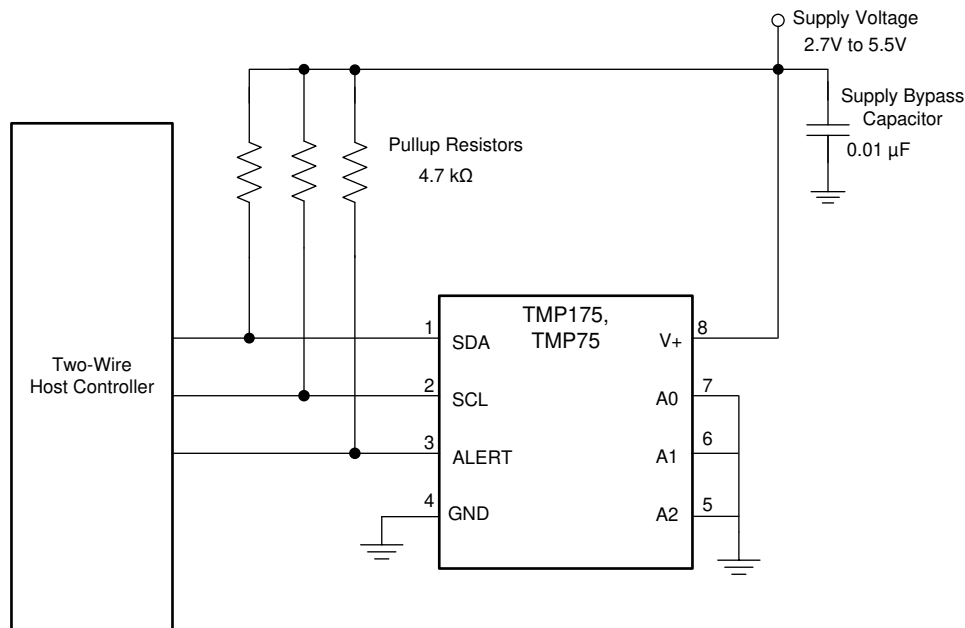 Supply Voltage
2.7V to 5.5V
Supply Bypass
Capacitor
0.01 µF
Pullup Resistors
4.7 kΩ
Two-Wire
Host Controller
TMP175,
TMP75
1
SDA
2
SCL
3
ALERT
4
GND
8
V+
7
A0
6
A1
5
A2